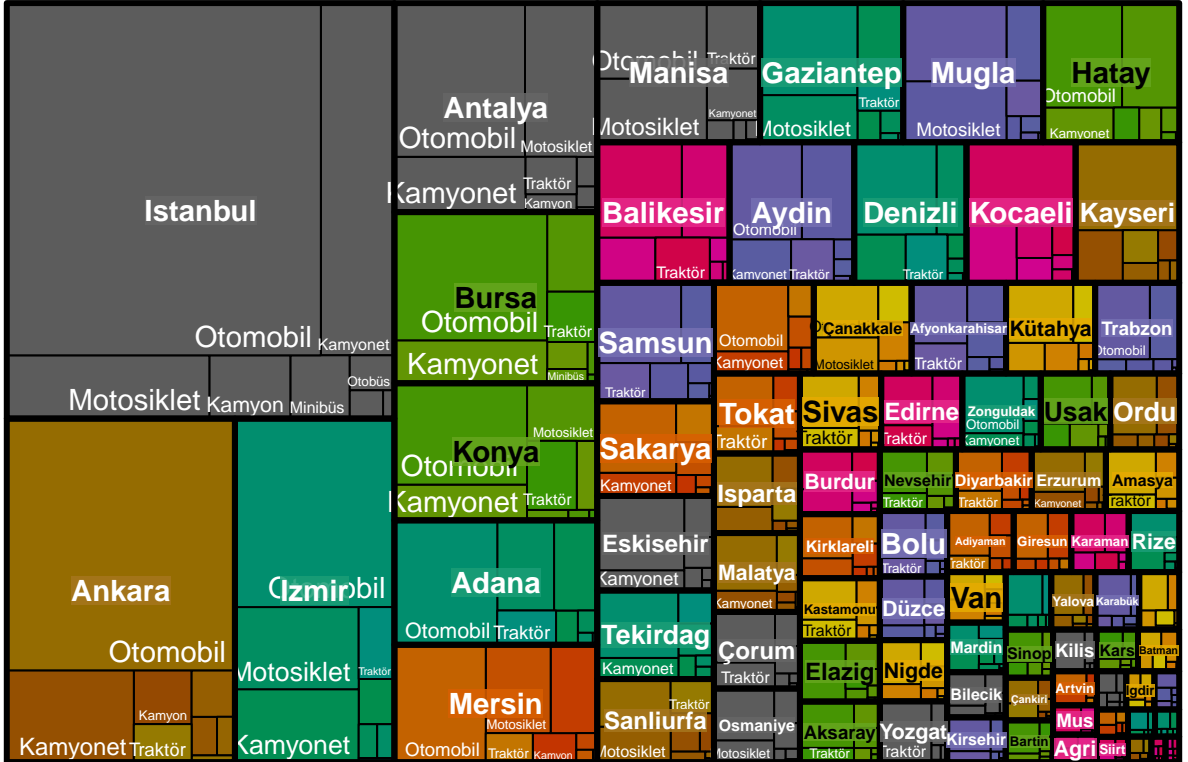 Istanbul
Otomobil
Kamyonet
Motosiklet
Kamyon
Minibüs
Otobüs
Ankara
Otomobil
Kamyonet
Kamyon
Traktör
Izmir
Otomobil
Motosiklet
Traktör
Kamyonet
Antalya
Otomobil
Motosiklet
Kamyonet
Traktör
Kamyon
Bursa
Otomobil
Traktör
Kamyonet
Minibüs
Konya
Otomobil
Motosiklet
Kamyonet
Traktör
Adana
Otomobil
Traktör
Mersin
Otomobil
Motosiklet
Traktör
Kamyon
Manisa
Otomobil
Traktör
Motosiklet
Kamyonet
Gaziantep
Traktör
Motosiklet
Mugla
Motosiklet
Hatay
Otomobil
Kamyonet
Balikesir
Traktör
Aydin
Otomobil
Kamyonet
Traktör
Denizli
Traktör
Kocaeli
Kayseri
Samsun
Traktör
Otomobil
Kamyonet
Çanakkale
Motosiklet
Afyonkarahisar
Traktör
Kütahya
Trabzon
Otomobil
Sakarya
Kamyonet
Eskisehir
Kamyonet
Tekirdag
Kamyonet
Sanliurfa
Traktör
Motosiklet
Tokat
Traktör
Sivas
Traktör
Edirne
Traktör
Zonguldak
Otomobil
Kamyonet
Usak
Ordu
Isparta
Malatya
Kamyonet
Çorum
Traktör
Osmaniye
Motosiklet
Burdur
Nevsehir
Traktör
Diyarbakir
Traktör
Erzurum
Kamyonet
Amasya
Traktör
Kirklareli
Kastamonu
Traktör
Elazig
Aksaray
Traktör
Bolu
Traktör
Düzce
Nigde
Yozgat
Traktör
Adiyaman
Traktör
Giresun
Karaman
Rize
Van
Yalova
Karabük
Mardin
Sinop
Kilis
Kars
Batman
Bilecik
Çankiri
Artvin
Igdir
Kirsehir
Bartin
Mus
Agri
Siirt